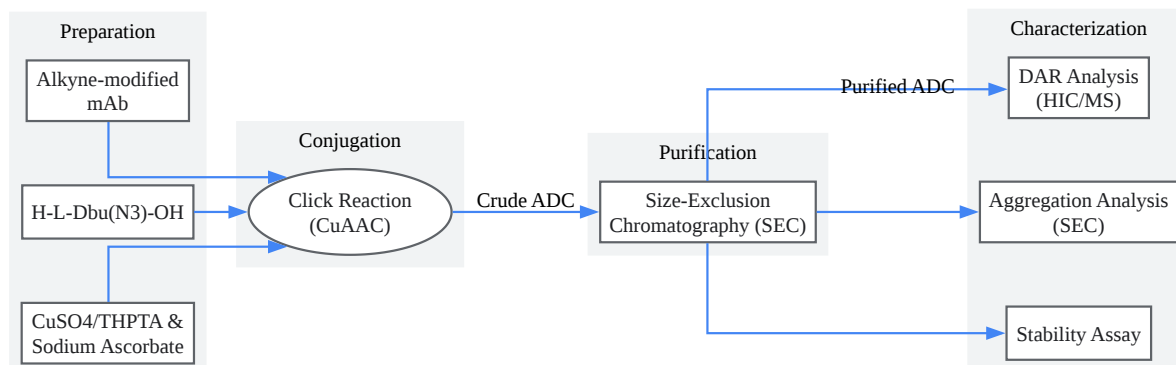 Preparation
Alkyne-modified
mAb
H-L-Dbu(N3)-OH
CuSO4/THPTA &
Sodium Ascorbate
Conjugation
Click Reaction
(CuAAC)
Crude ADC
Purification
Size-Exclusion
Chromatography (SEC)
Purified ADC
Characterization
DAR Analysis
(HIC/MS)
Aggregation Analysis
(SEC)
Stability Assay